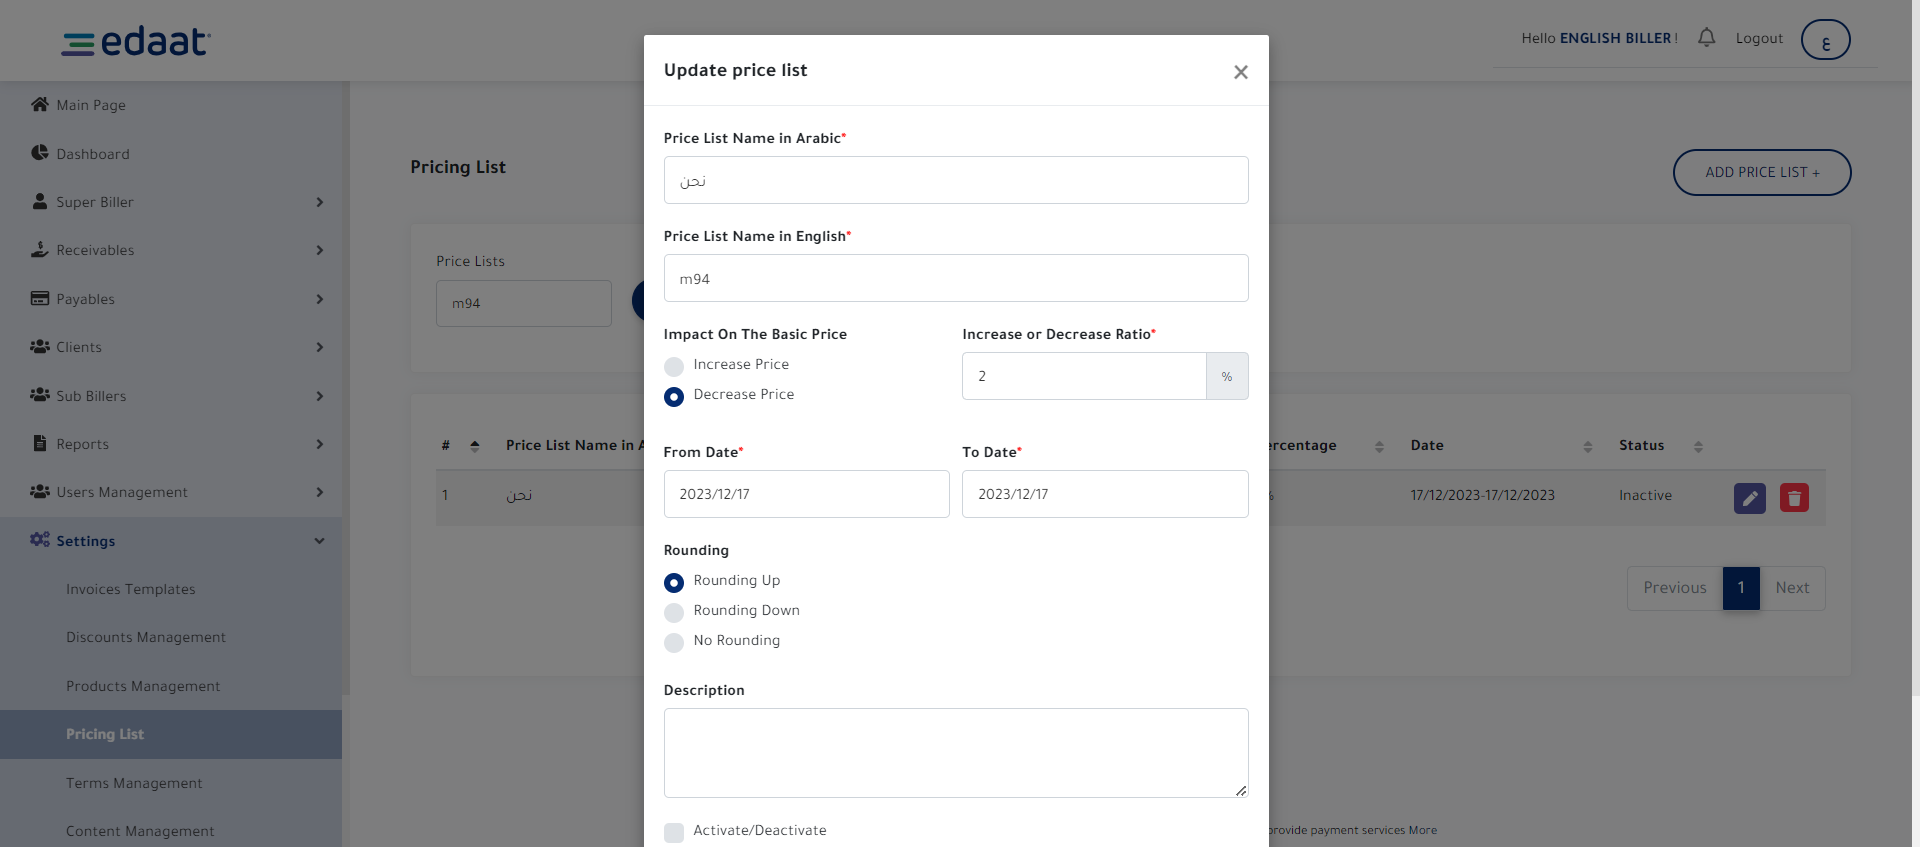 edaat
Hello ENGLISH BILLER !
Logout
ع
Main Page
Dashboard
Super Biller
Receivables
Payables
Clients
Sub Billers
Reports
Users Management
Settings
Invoices Templates
Discounts Management
Products Management
Pricing List
Terms Management
Content Management
Pricing List
ADD PRICE LIST +
Price Lists
m94
# Price List Name in
ercentage Date Status
1 نحن % 17/12/2023-17/12/2023 Inactive
Previous 1 Next
provide payment services More
Update price list
Price List Name in Arabic*
نحن
Price List Name in English*
m94
Impact On The Basic Price
Increase Price
Decrease Price
Increase or Decrease Ratio*
2 %
From Date*
2023/12/17
To Date*
2023/12/17
Rounding
Rounding Up
Rounding Down
No Rounding
Description
Activate/Deactivate